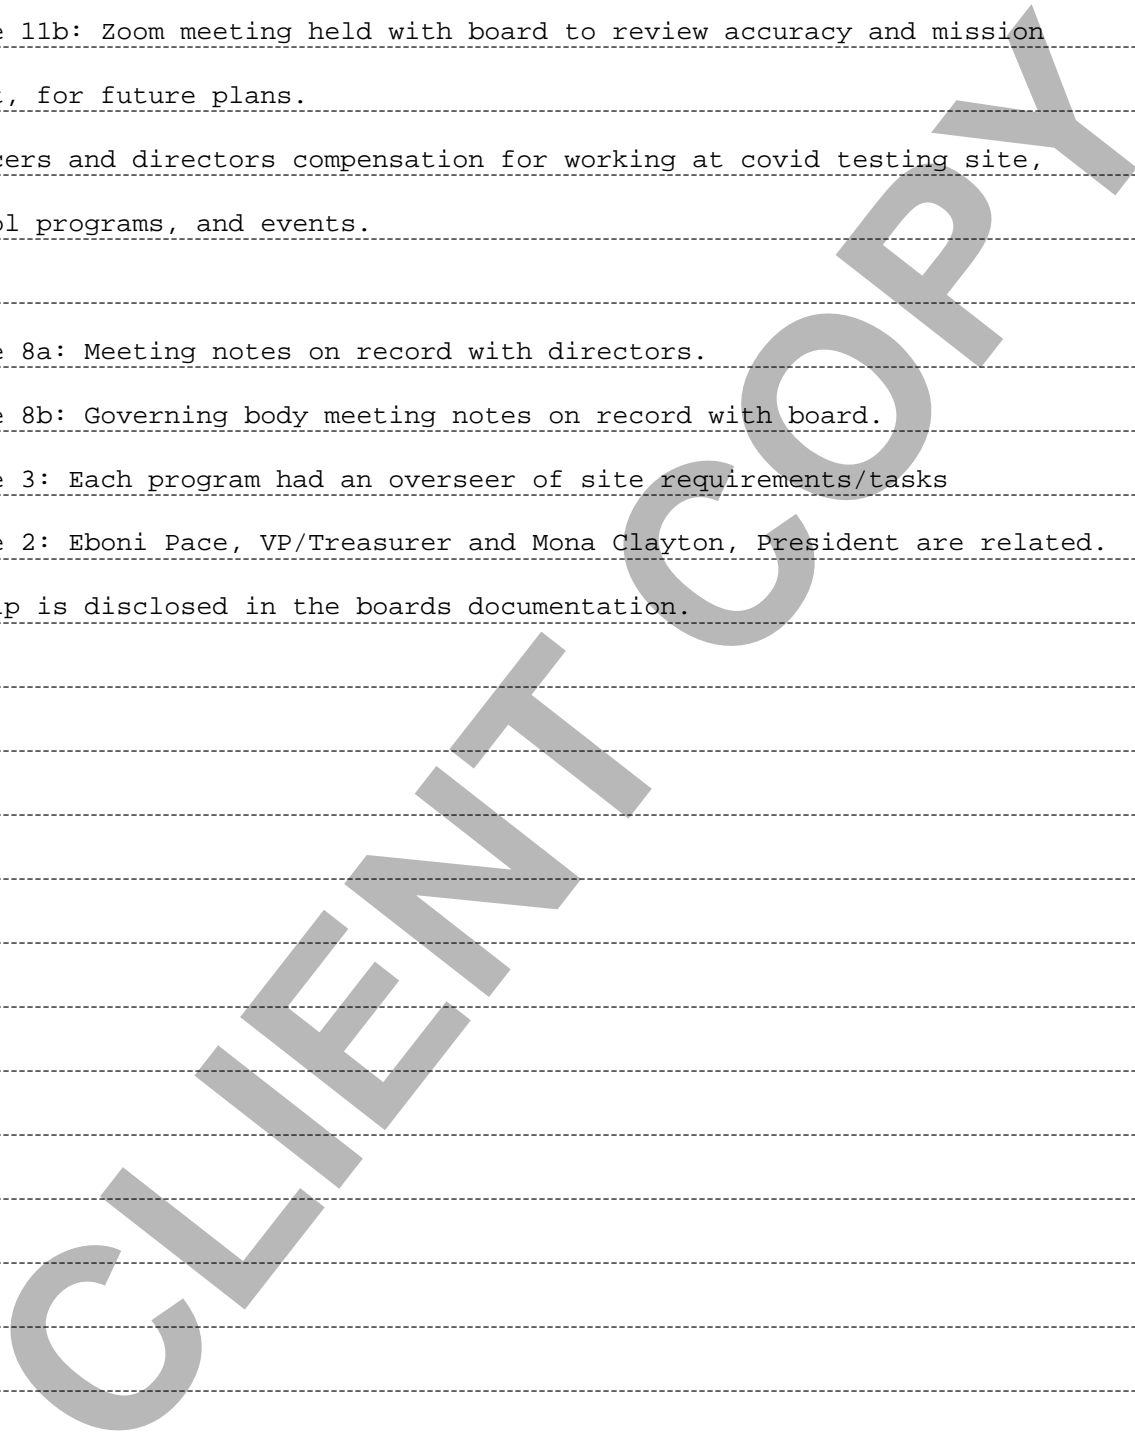 e 11b: Zoom meeting held with board to review accuracy and mission
, for future plans.
cers and directors compensation for working at covid testing site,
ol programs, and events.
e 8a: Meeting notes on record with directors.
e 8b: Governing body meeting notes on record with board.
e 3: Each program had an overseer of site requirements/tasks
e 2: Eboni Pace, VP/Treasurer and Mona Clayton, President are related.
p is disclosed in the boards documentation.
CLIENT COPY